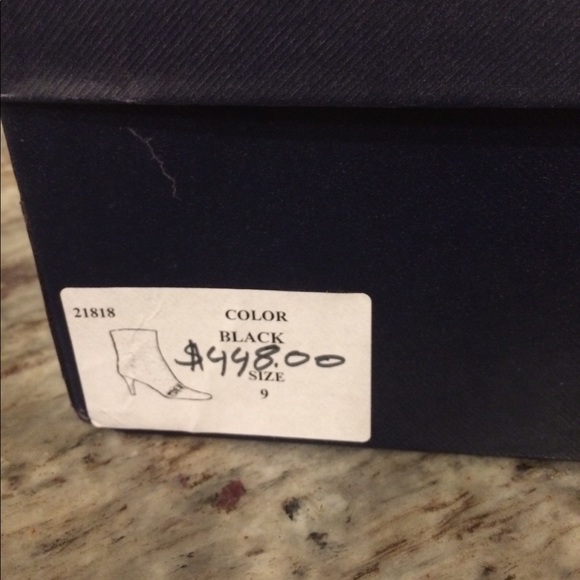 21818
COLOR
BLACK
$448.00
SIZE
9